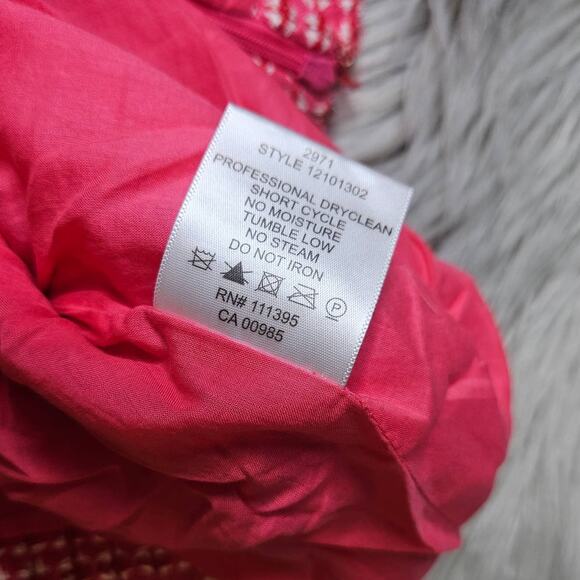 2971
STYLE 12101302
PROFESSIONAL DRYCLEAN
SHORT CYCLE
NO MOISTURE
TUMBLE LOW
NO STEAM
DO NOT IRON
P
RN# 111395
CA 00985